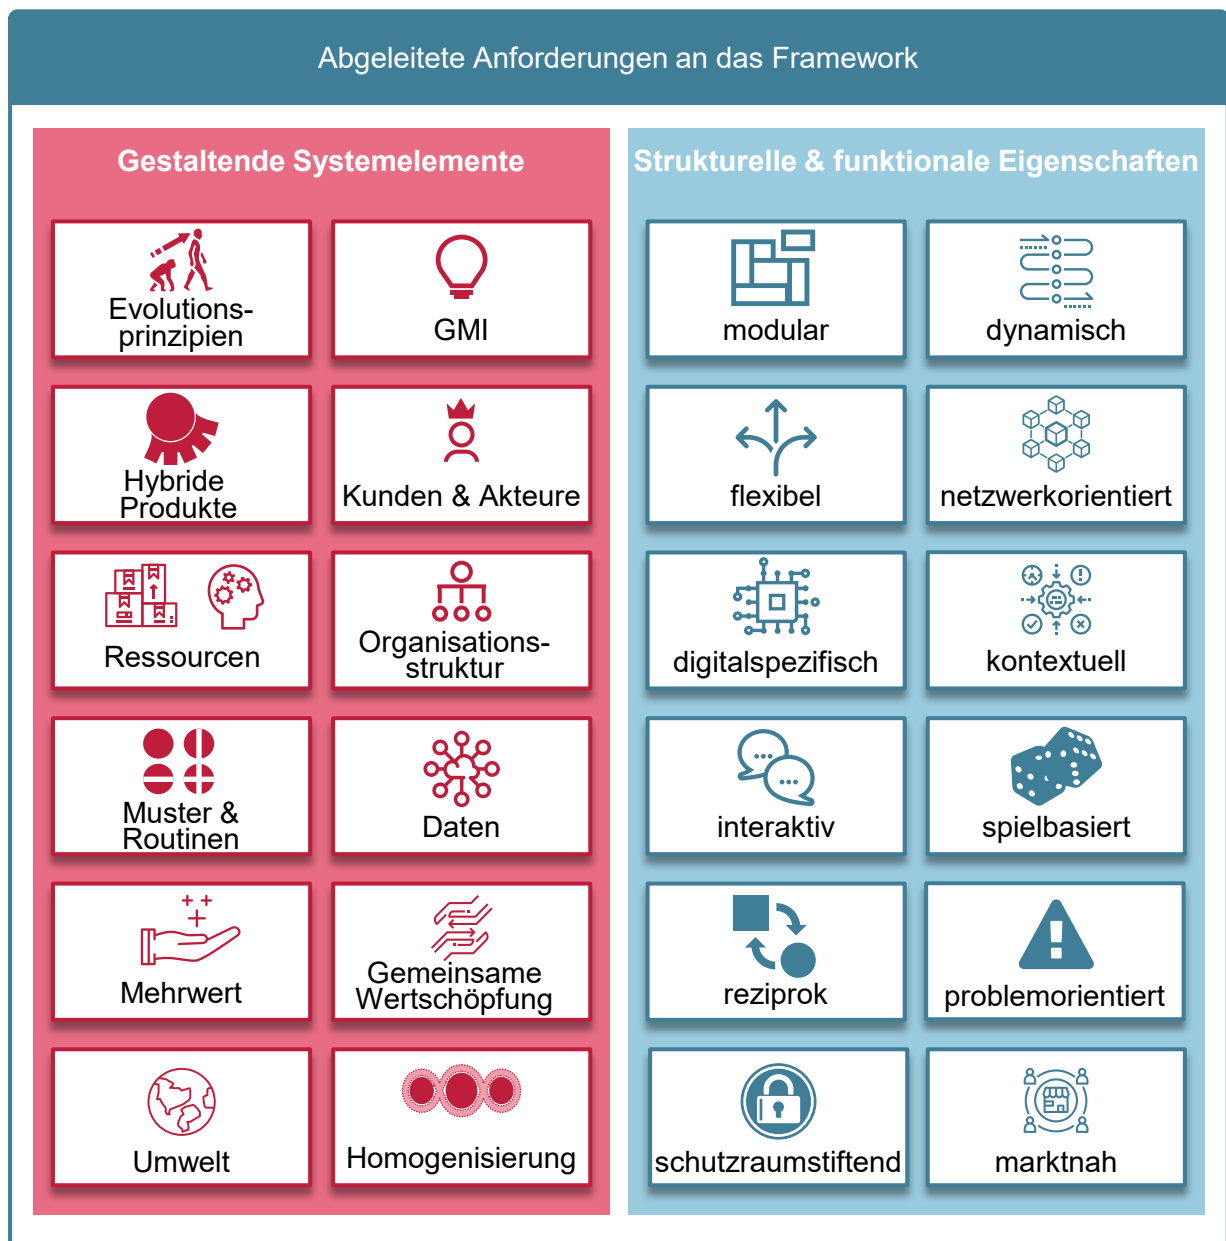 Abgeleitete Anforderungen an das Framework
Gestaltende Systemelemente
Evolutions-
prinzipien
GMI
Hybride
Produkte
Kunden & Akteure
Ressourcen
Organisations-
struktur
Muster &
Routinen
Daten
Mehrwert
Gemeinsame
Wertschöpfung
Umwelt
Homogenisierung
Strukturelle & funktionale Eigenschaften
modular
dynamisch
flexibel
netzwerkorientiert
digitalspezifisch
kontextuell
interaktiv
spielbasiert
reziprok
problemorientiert
schutzraumstiftend
marktnah